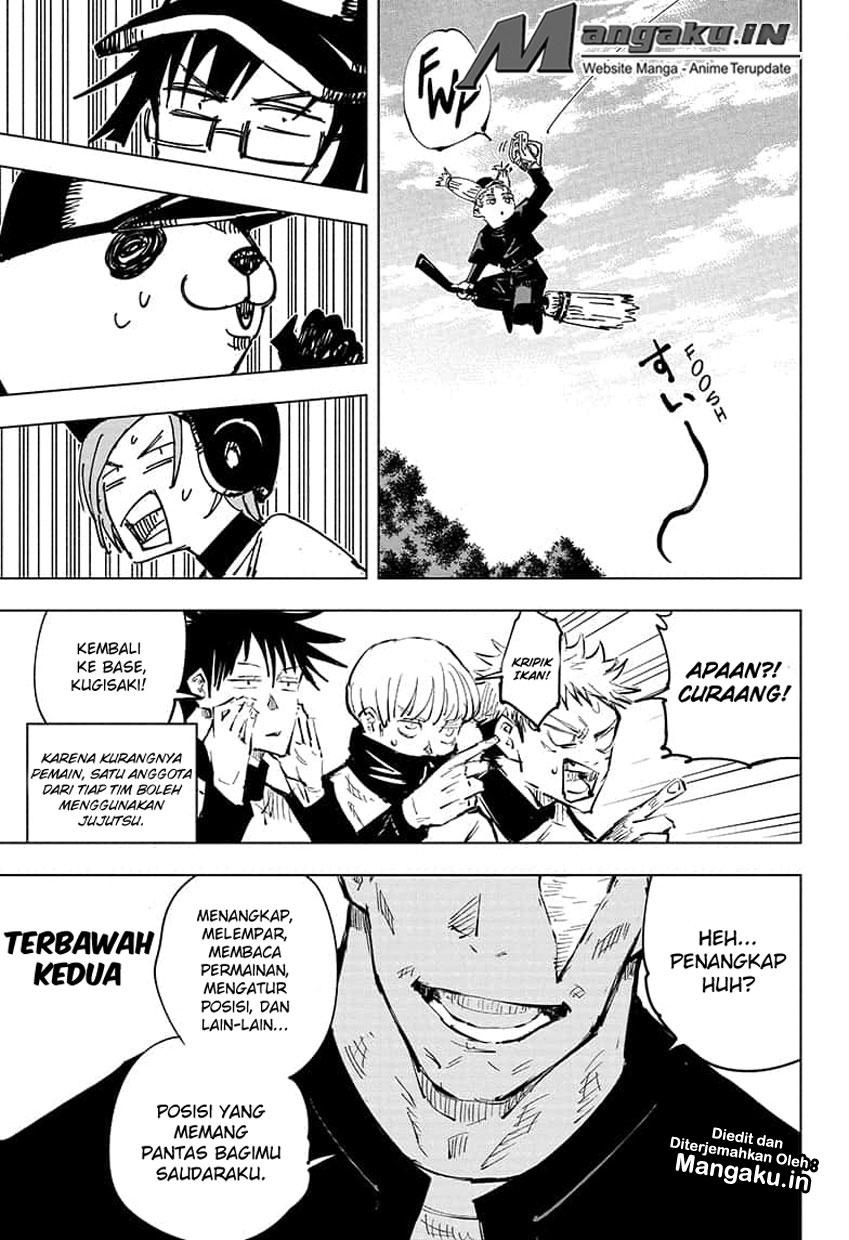 Mangaku.iN
Website Manga - Anime Terupdate
FWP
すい
FOOSH
APAAN?!
CURAANG!
KRIPIK
IKAN!
KEMBALI
KE BASE,
KUGISAKI!
KARENA KURANGNYA
PEMAIN, SATU ANGGOTA
DARI TIAP TIM BOLEH
MENGGUNAKAN
JUJUTSU.
HEH...
PENANGKAP
HUH?
MENANGKAP,
MELEMPAR,
MEMBACA
PERMAINAN,
MENGATUR
POSISI, DAN
LAIN-LAIN...
POSISI YANG
MEMANG
PANTAS BAGIMU
SAUDARAKU.
TERBAWAH
KEDUA
Diedit dan
Diterjemahkan Oleh:
Mangaku.in